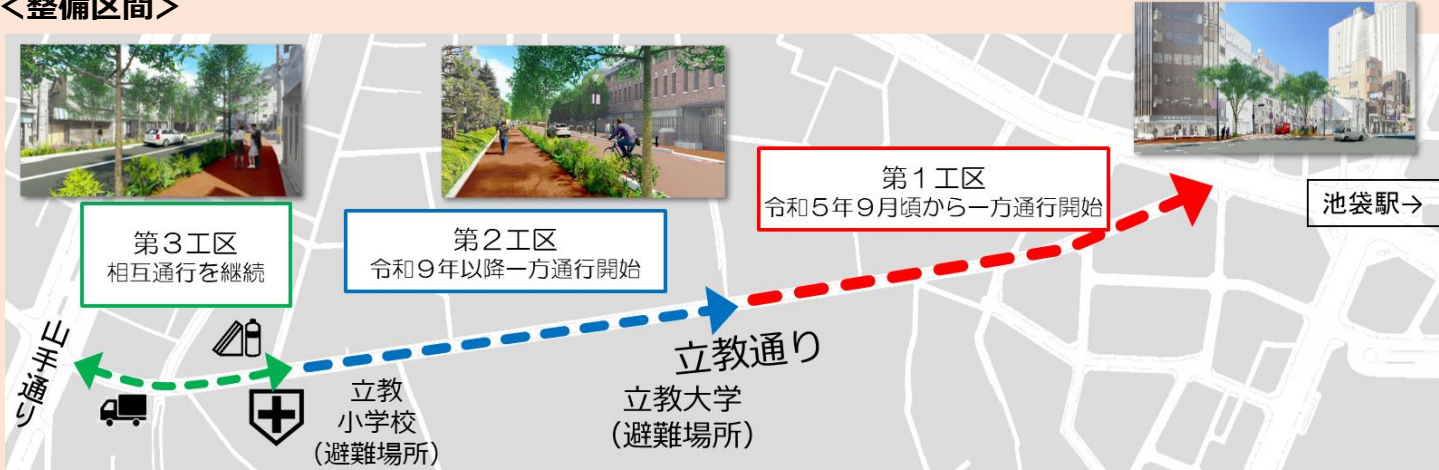 <整備区間>
第1工区
令和5年9月頃から一方通行開始
池袋駅→
第2工区
令和9年以降一方通行開始
第3工区
相互通行を継続
山手通り
立教通り
立教
小学校
(避難場所)
立教大学
(避難場所)